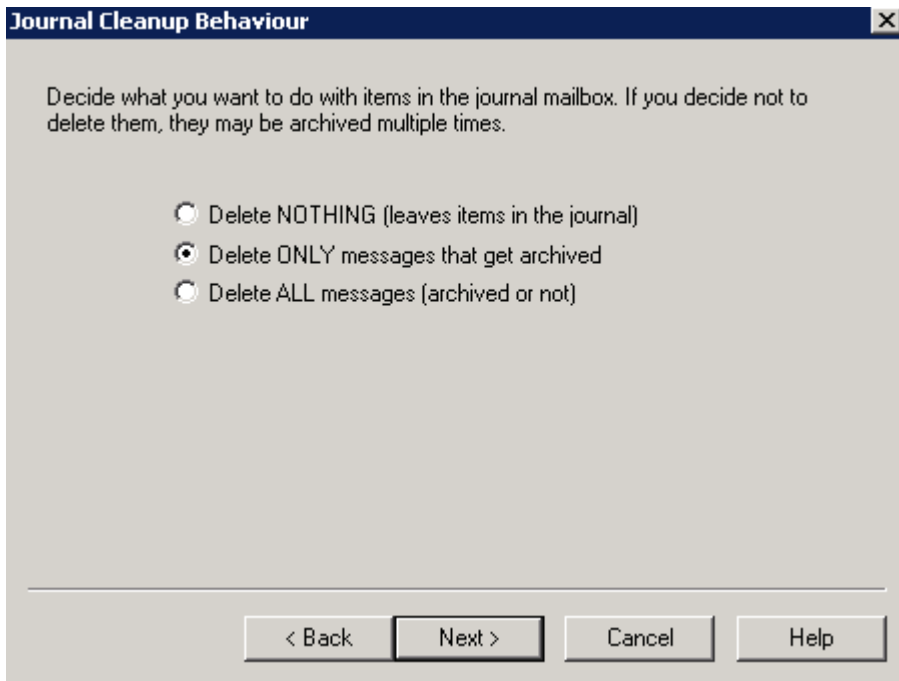 Journal Cleanup Behaviour
Decide what you want to do with items in the journal mailbox. If you decide not to
delete them, they may be archived multiple times.
Delete NOTHING (leaves items in the journal)
Delete ONLY messages that get archived
Delete ALL messages (archived or not)
< Back Next > Cancel Help